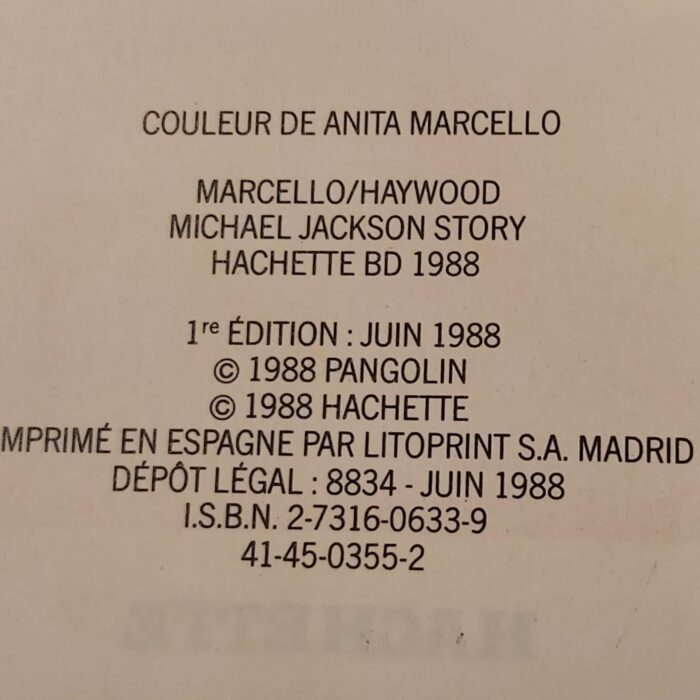 COULEUR DE ANITA MARCELLO
MARCELLO/HAYWOOD
MICHAEL JACKSON STORY
HACHETTE BD 1988
1re ÉDITION : JUIN 1988
© 1988 PANGOLIN
© 1988 HACHETTE
MPRIMÉ EN ESPAGNE PAR LITOPRINT S.A. MADRID
DÉPÔT LÉGAL : 8834 - JUIN 1988
I.S.B.N. 2-7316-0633-9
41-45-0355-2
HACHETTE